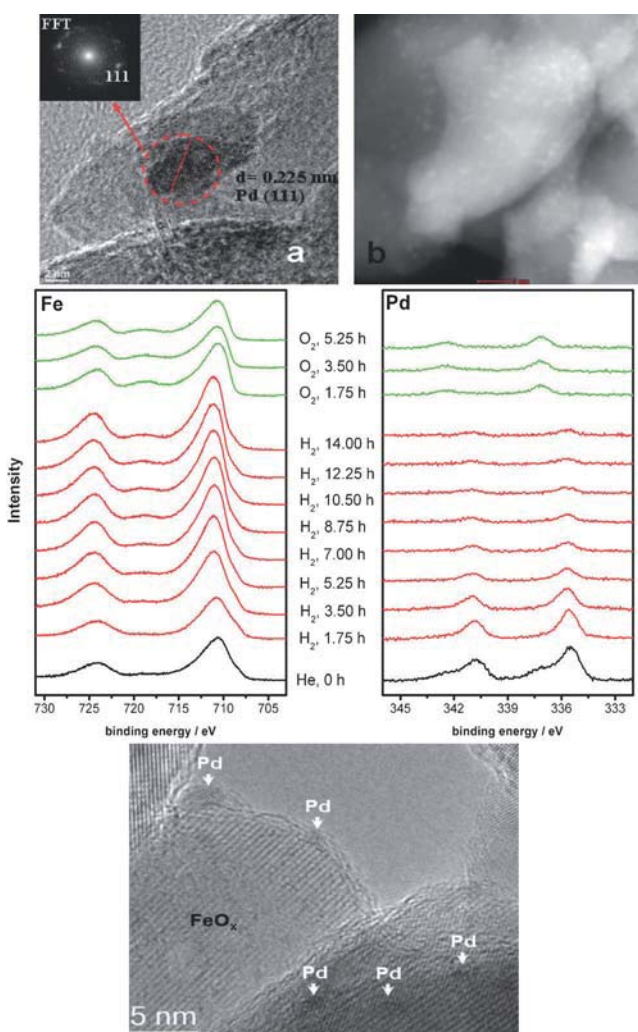 FFT
111
d= 0.225 nm
Pd (111)
2 nm
a
b
Fe
Pd
Intensity
O2, 5.25 h
O2, 3.50 h
O2, 1.75 h
H2, 14.00 h
H2, 12.25 h
H2, 10.50 h
H2, 8.75 h
H2, 7.00 h
H2, 5.25 h
H2, 3.50 h
H2, 1.75 h
He, 0 h
730 725 720 715 710 705
345 342 339 336 332
binding energy / eV
binding energy / eV
Pd
Pd
FeOx
Pd
Pd
Pd
5 nm